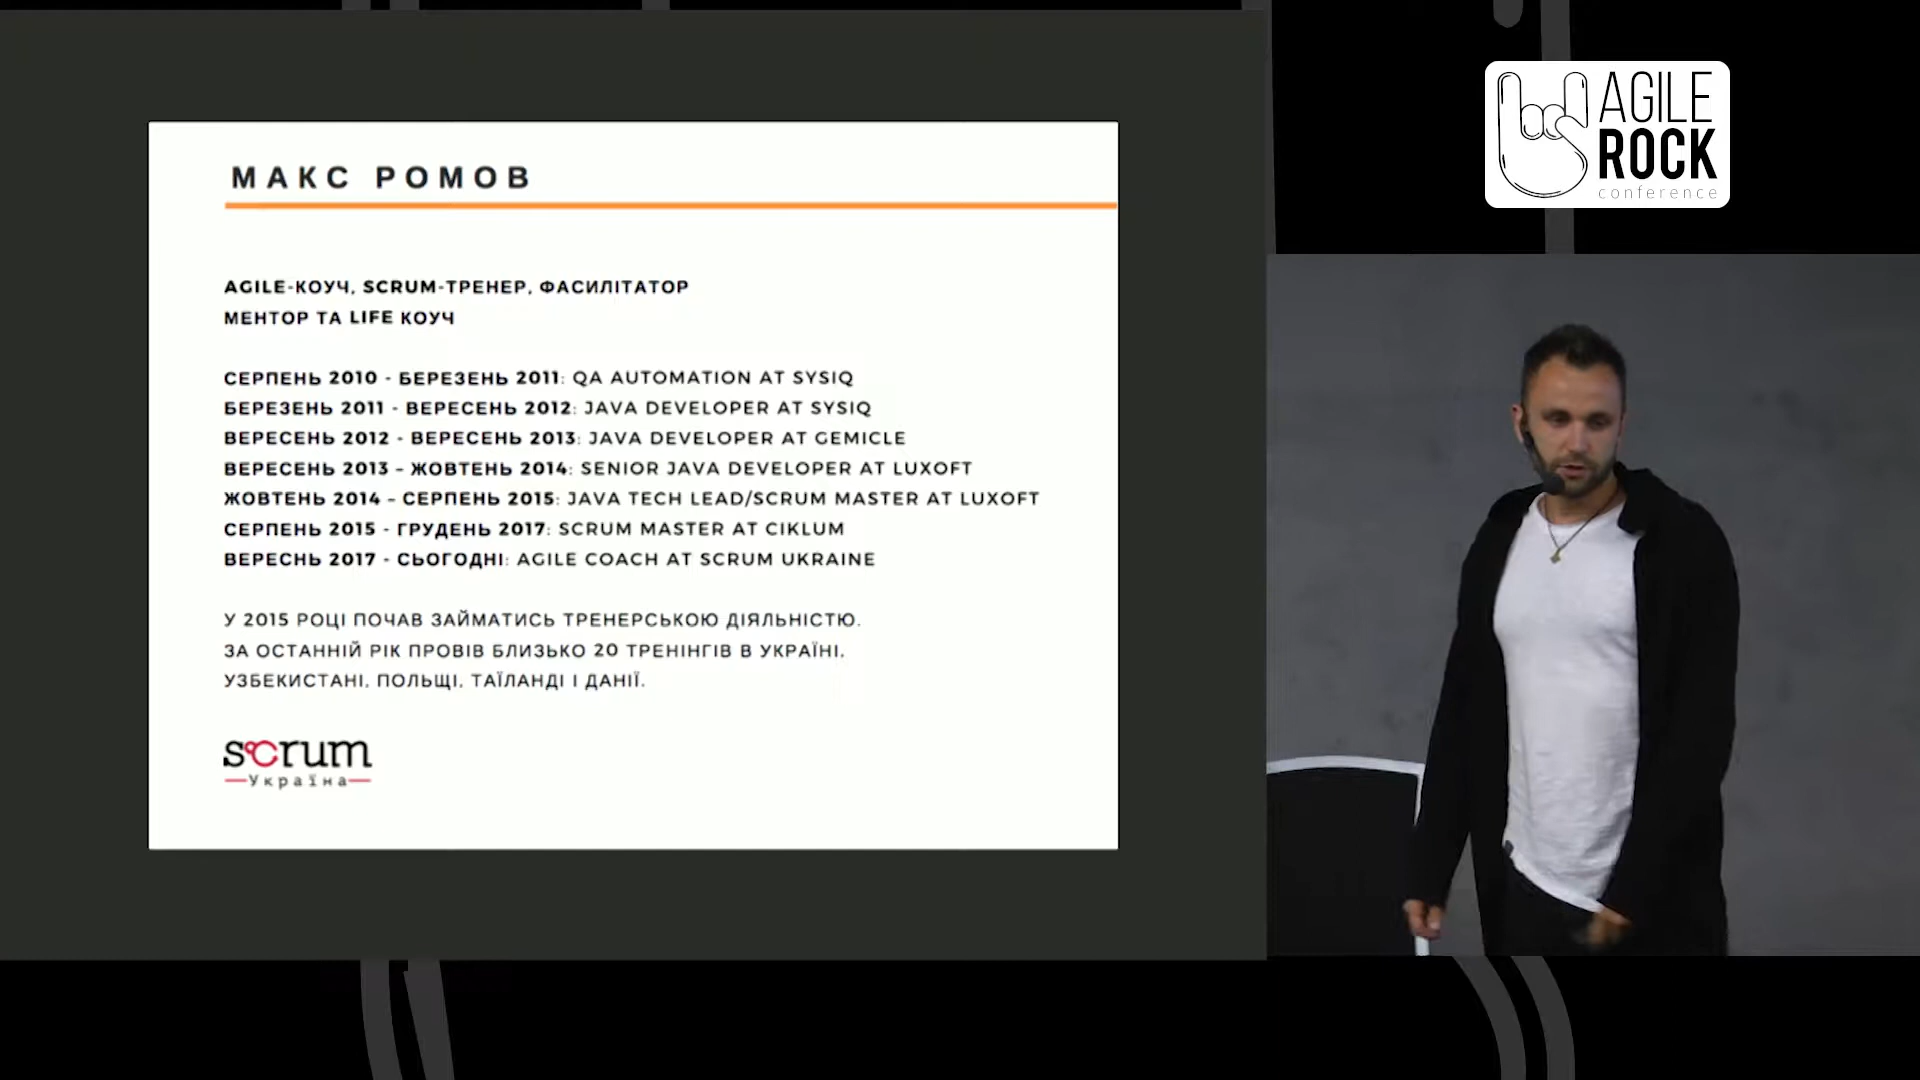 МАКС РОМОВ
AGILE-КОУЧ, SCRUM-ТРЕНЕР, ФАСИЛІТАТОР
МЕНТОР ТА LIFE КОУЧ
СЕРПЕНЬ 2010 - БЕРЕЗЕНЬ 2011: QA AUTOMATION AT SYSIQ
БЕРЕЗЕНЬ 2011 - ВЕРЕСЕНЬ 2012: JAVA DEVELOPER AT SYSIQ
ВЕРЕСЕНЬ 2012 - ВЕРЕСЕНЬ 2013: JAVA DEVELOPER AT GEMICLE
ВЕРЕСЕНЬ 2013 – ЖОВТЕНЬ 2014: SENIOR JAVA DEVELOPER AT LUXOFT
ЖОВТЕНЬ 2014 – СЕРПЕНЬ 2015: JAVA TECH LEAD/SCRUM MASTER AT LUXOFT
СЕРПЕНЬ 2015 - ГРУДЕНЬ 2017: SCRUM MASTER AT CIKLUM
ВЕРЕСНЬ 2017 - СЬОГОДНІ: AGILE COACH AT SCRUM UKRAINE
У 2015 РОЦІ ПОЧАВ ЗАЙМАТИСЬ ТРЕНЕРСЬКОЮ ДІЯЛЬНІСТЮ.
ЗА ОСТАННІЙ РІК ПРОВІВ БЛИЗЬКО 20 ТРЕНІНГІВ В УКРАЇНІ,
УЗБЕКИСТАНІ, ПОЛЬЩІ, ТАЇЛАНДІ І ДАНІЇ.
scrum
Україна
AGILE
ROCK
conference